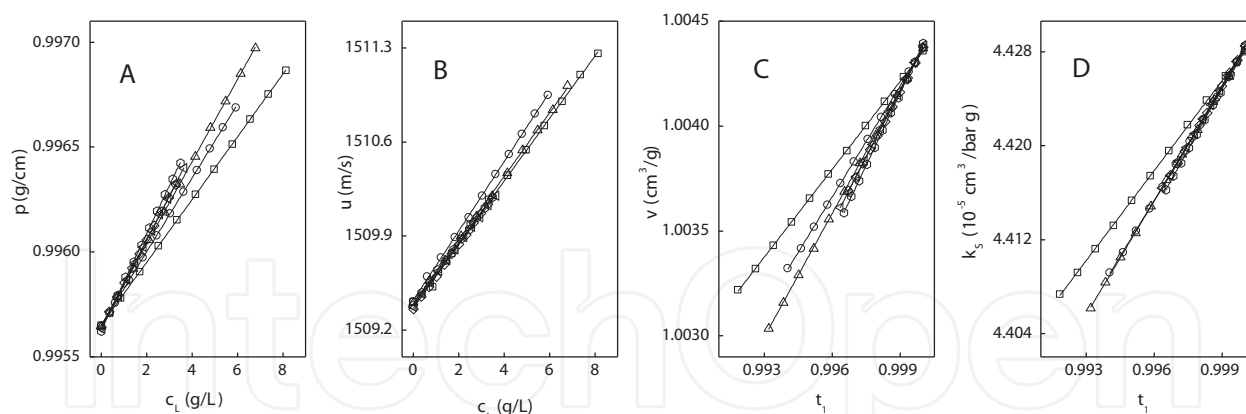 A
0.9970
0.9965
0.9960
0.9955
p (g/cm)
0 2 4 6 8
c_L (g/L)
B
1511.3
1510.6
1509.9
1509.2
u (m/s)
0 2 4 6 8
(g/L)
C
1.0045
1.0040
1.0035
1.0030
v (cm³/g)
0.993 0.996 0.999
t₁
D
4.428
4.420
4.412
4.404
k_S (10⁻⁵ cm³/bar g)
0.993 0.996 0.999
t₁
IntechOpen